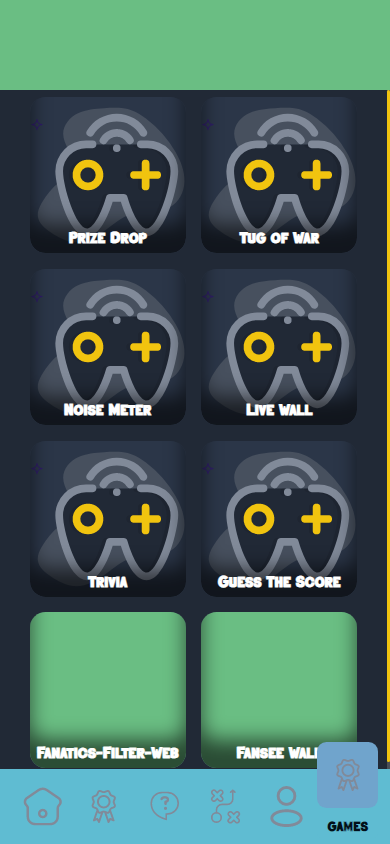 Prize Drop
Tug of War
Noise Meter
Live Wall
Trivia
Guess The Score
Fanatics-Filter-Web
FanSee Wall
GAMES